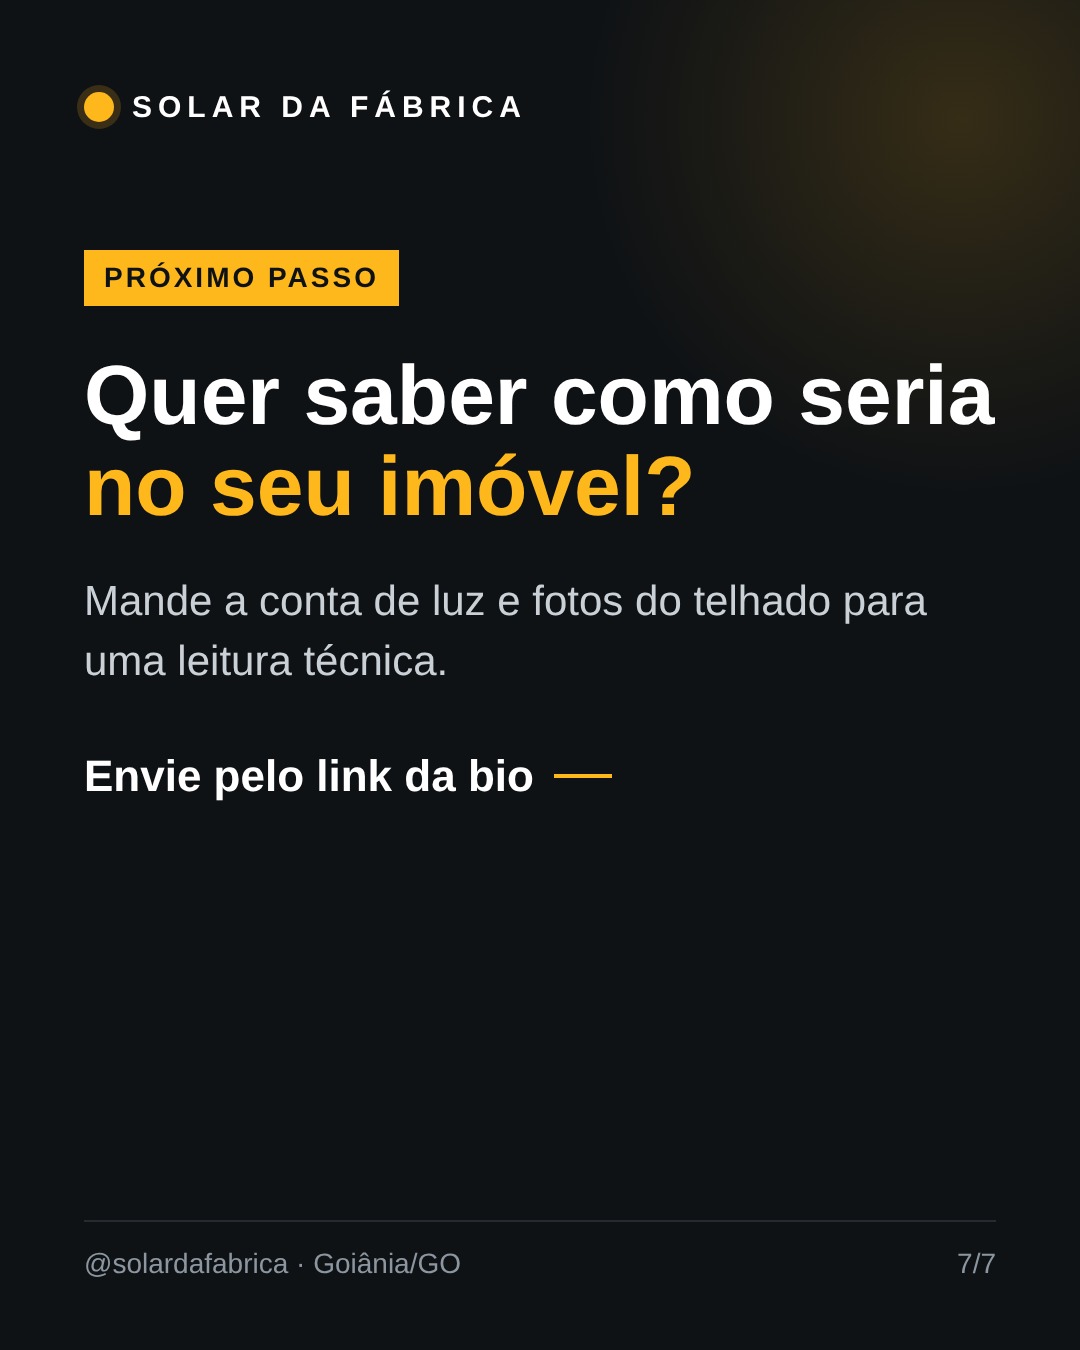 SOLAR DA FÁBRICA
PRÓXIMO PASSO
Quer saber como seria
no seu imóvel?
Mande a conta de luz e fotos do telhado para
uma leitura técnica.
Envie pelo link da bio
@solardafabrica · Goiânia/GO
7/7